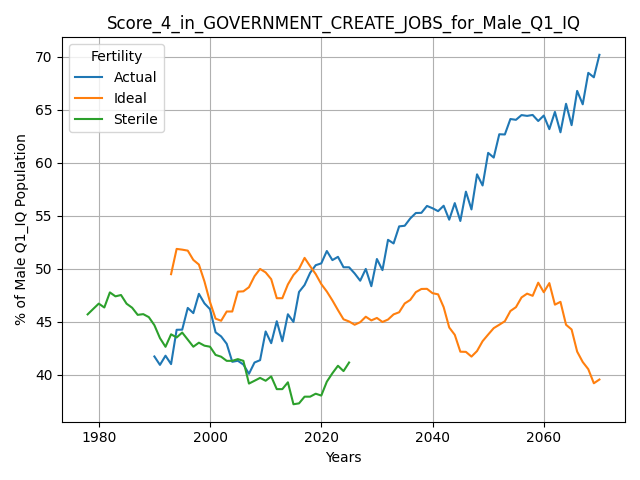 Score_4_in_GOVERNMENT_CREATE_JOBS_for_Male_Q1_IQ
Fertility
Actual
Ideal
Sterile
% of Male Q1_IQ Population
70
65
60
55
50
45
40
1980
2000
2020
2040
2060
Years